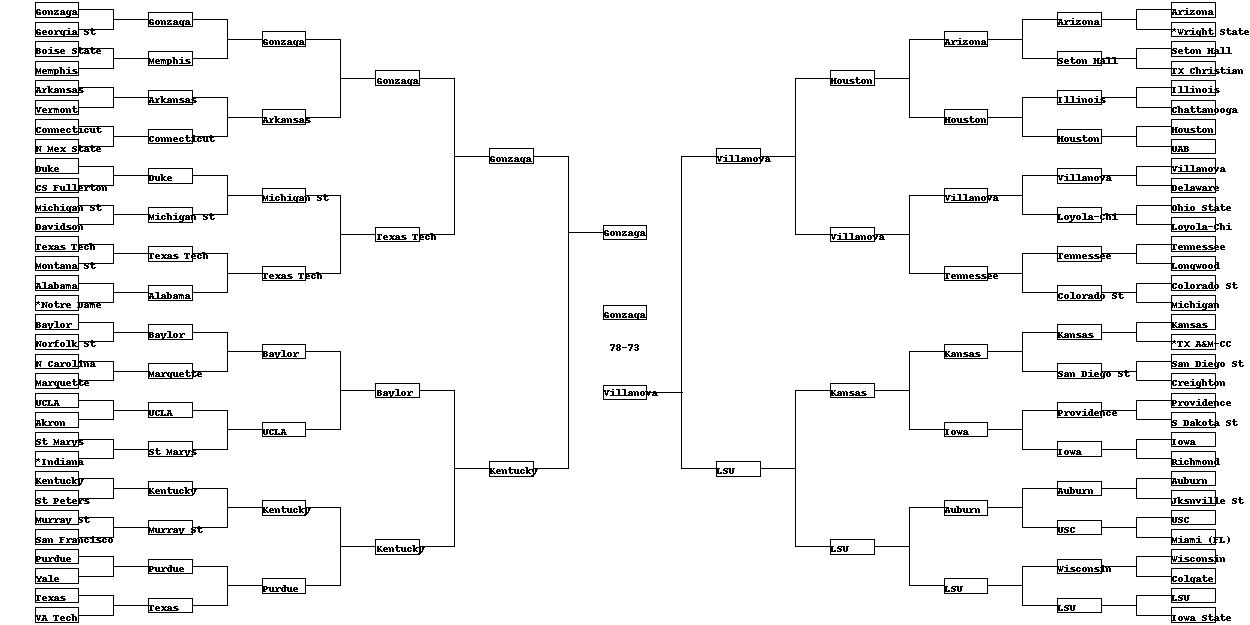 Gonzaga
Georgia St
Boise State
Memphis
Arkansas
Vermont
Connecticut
N Mex State
Duke
CS Fullerton
Michigan St
Davidson
Texas Tech
Montana St
Alabama
*Notre Dame
Baylor
Norfolk St
N Carolina
Marquette
UCLA
Akron
St Marys
*Indiana
Kentucky
St Peters
Murray St
San Francisco
Purdue
Yale
Texas
VA Tech
Gonzaga
Memphis
Arkansas
Connecticut
Duke
Michigan St
Texas Tech
Alabama
Baylor
Marquette
UCLA
St Marys
Kentucky
Murray St
Purdue
Texas
Gonzaga
Arkansas
Michigan St
Texas Tech
Baylor
UCLA
Kentucky
Purdue
Gonzaga
Texas Tech
Baylor
Kentucky
Gonzaga
Kentucky
Gonzaga
Gonzaga
78-73
Villanova
Villanova
LSU
Houston
Villanova
Kansas
LSU
Arizona
Houston
Villanova
Tennessee
Kansas
Iowa
Auburn
LSU
Arizona
Seton Hall
Illinois
Houston
Villanova
Loyola-Chi
Tennessee
Colorado St
Kansas
San Diego St
Providence
Iowa
Auburn
USC
Wisconsin
LSU
Arizona
*Wright State
Seton Hall
TX Christian
Illinois
Chattanooga
Houston
UAB
Villanova
Delaware
Ohio State
Loyola-Chi
Tennessee
Longwood
Colorado St
Michigan
Kansas
*TX A&M-CC
San Diego St
Creighton
Providence
S Dakota St
Iowa
Richmond
Auburn
Jksnville St
USC
Miami (FL)
Wisconsin
Colgate
LSU
Iowa State